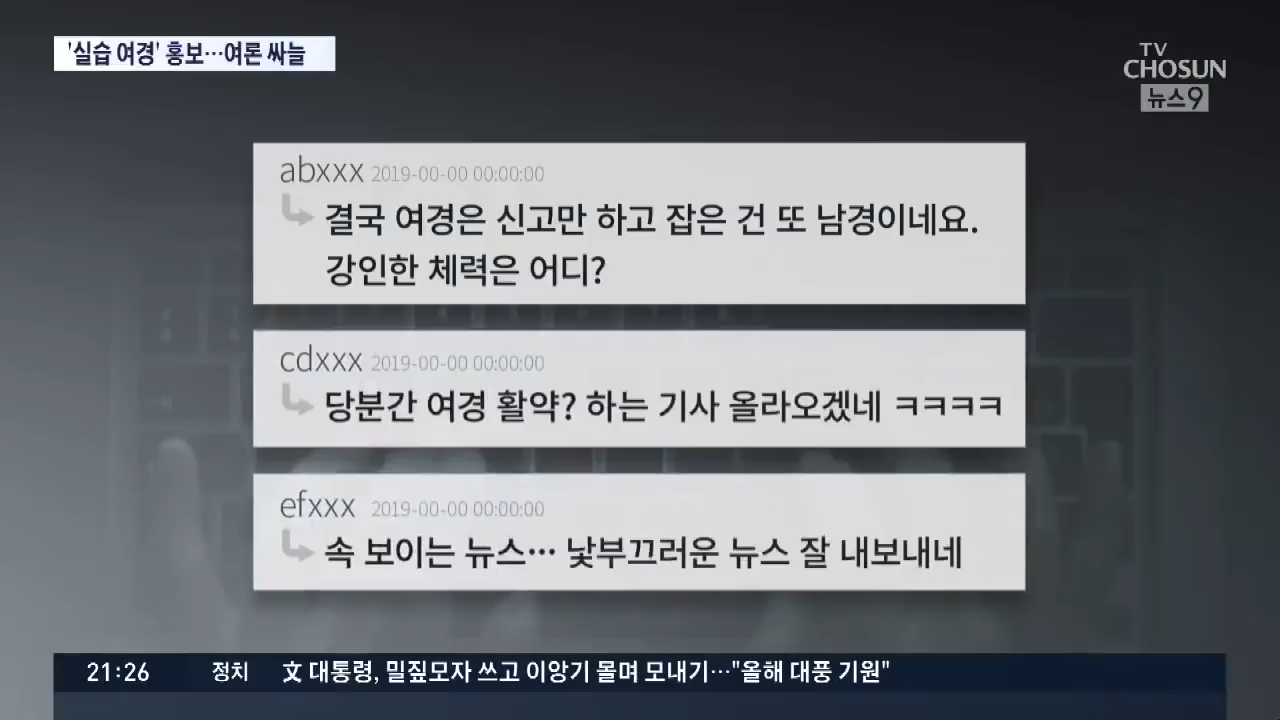 '실습 여경' 홍보…여론 싸늘
TV
CHOSUN
뉴스9
abxxx 2019-00-00 00:00:00
결국 여경은 신고만 하고 잡은 건 또 남경이네요.
강인한 체력은 어디?
cdxxx 2019-00-00 00:00:00
당분간 여경 활약? 하는 기사 올라오겠네 ㅋㅋㅋㅋ
efxxx 2019-00-00 00:00:00
속 보이는 뉴스… 낯부끄러운 뉴스 잘 내보내네
21:26 정치 文 대통령, 밀짚모자 쓰고 이앙기 몰며 모내기…"올해 대풍 기원"